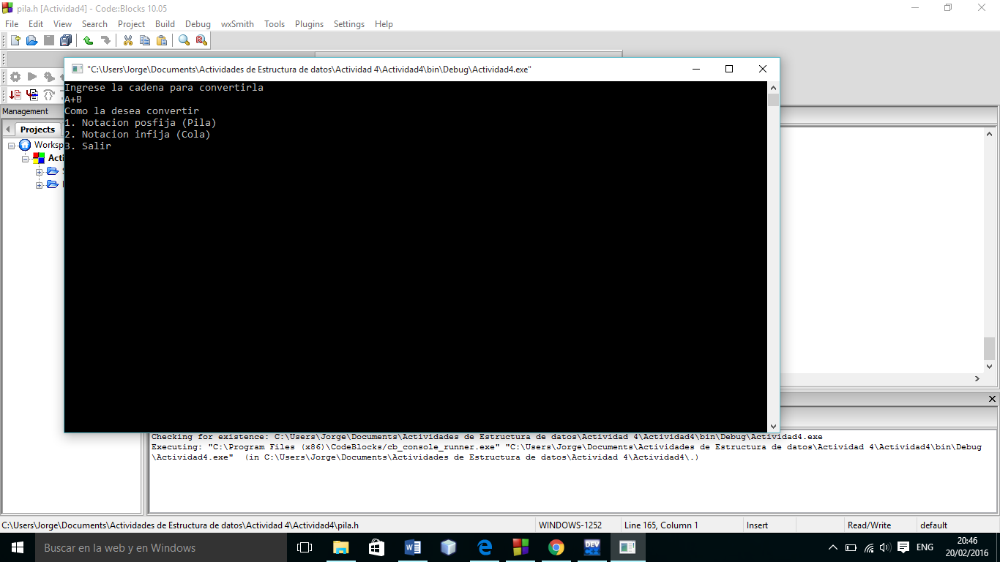 pila.h [Actividad4] - Code::Blocks 10.05
File Edit View Search Project Build Debug wxSmith Tools Plugins Settings Help
"C:\Users\Jorge\Documents\Actividades de Estructura de datos\Actividad 4\Actividad4\bin\Debug\Actividad4.exe"
Ingrese la cadena para convertirla
A+B
Como la desea convertir
1. Notacion posfija (Pila)
2. Notacion infija (Cola)
3. Salir
Management
Projects
Worksp
Acti
Checking for existence: C:\Users\Jorge\Documents\Actividades de Estructura de datos\Actividad 4\Actividad4\bin\Debug\Actividad4.exe
Executing: "C:\Program Files (x86)\CodeBlocks/cb_console_runner.exe" "C:\Users\Jorge\Documents\Actividades de Estructura de datos\Actividad 4\Actividad4\bin\Debug
\Actividad4.exe"  (in C:\Users\Jorge\Documents\Actividades de Estructura de datos\Actividad 4\Actividad4\.)
C:\Users\Jorge\Documents\Actividades de Estructura de datos\Actividad 4\Actividad4\pila.h WINDOWS-1252 Line 165, Column 1 Insert Read/Write default
Buscar en la web y en Windows
DEV C++
ENG
20:46
20/02/2016